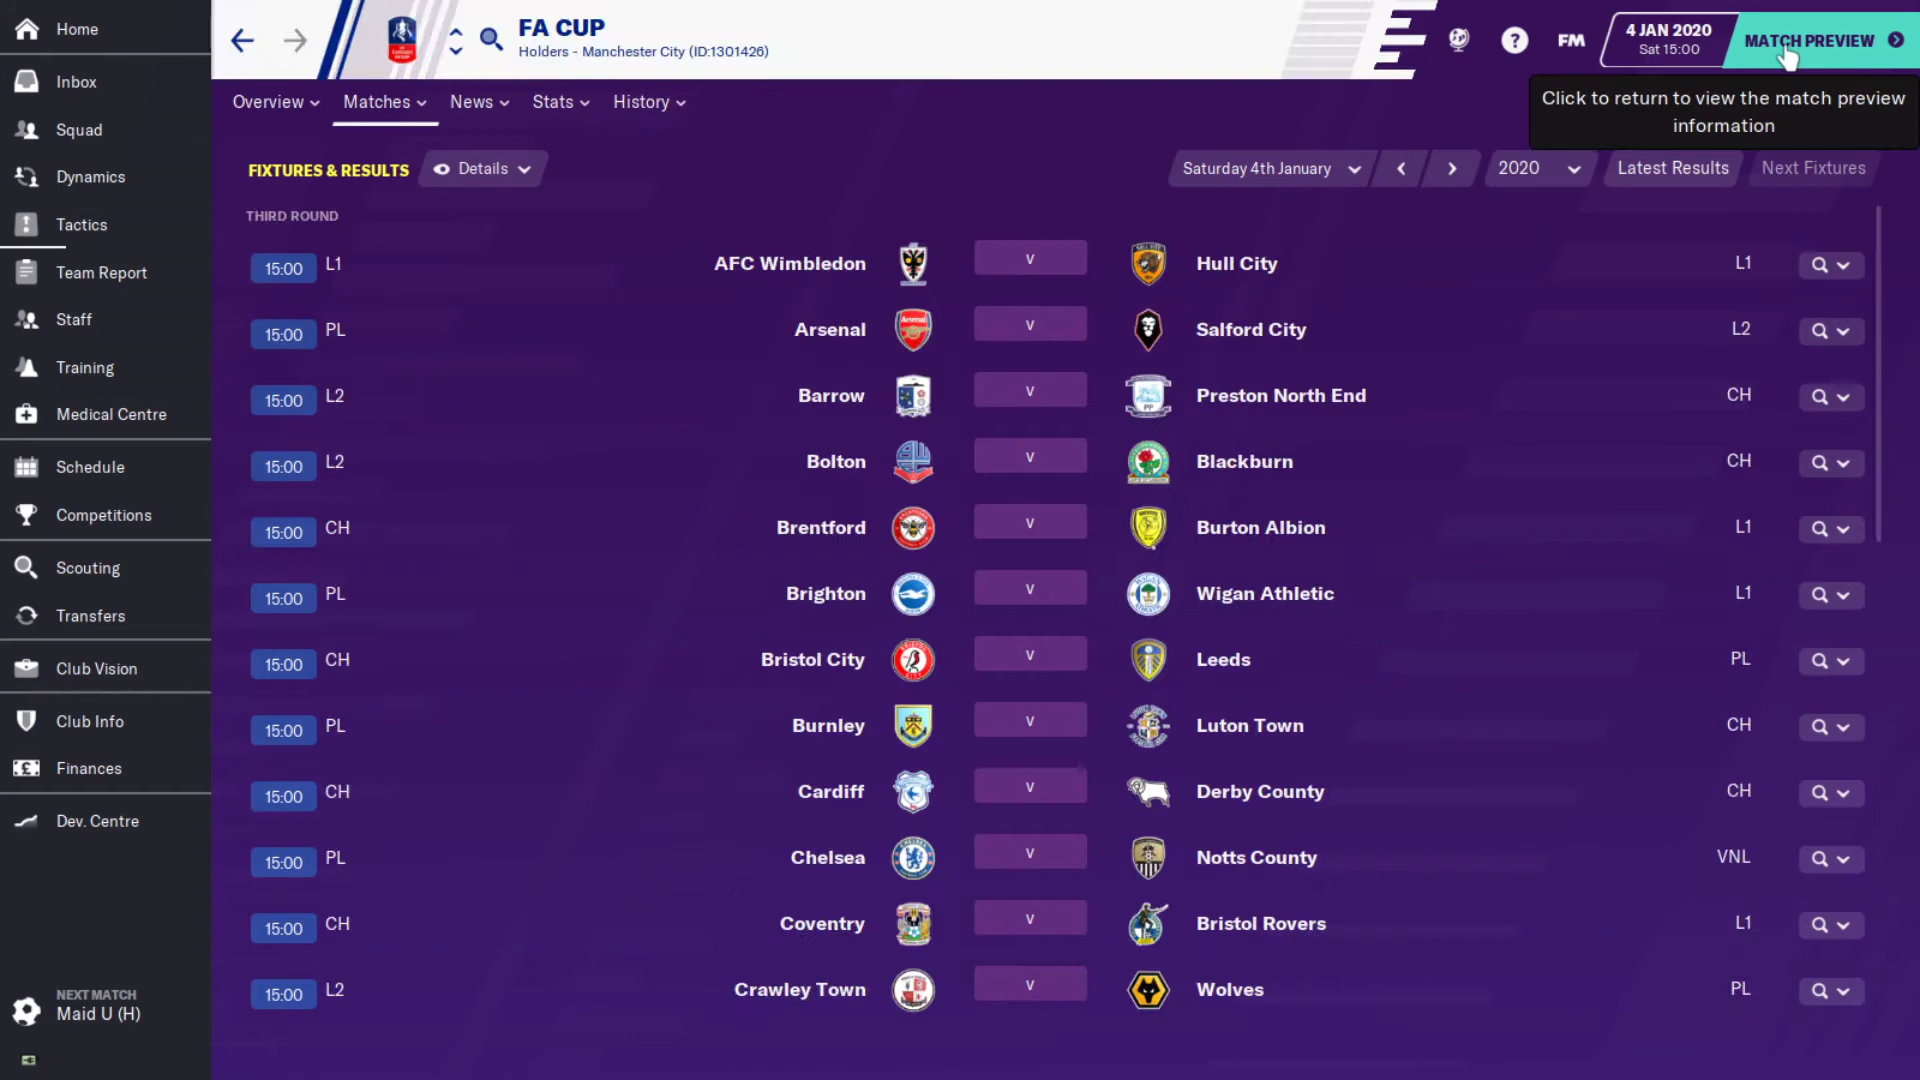 Home
Inbox
Squad
Dynamics
Tactics
Team Report
Staff
Training
Medical Centre
Schedule
Competitions
Scouting
Transfers
Club Vision
Club Info
Finances
Dev. Centre
NEXT MATCH
Maid U (H)
FA CUP
Holders - Manchester City (ID:1301426)
?
FM
4 JAN 2020
Sat 15:00
MATCH PREVIEW
Click to return to view the match preview
information
Overview Matches News Stats History
FIXTURES & RESULTS Details Saturday 4th January 2020 Latest Results Next Fixtures
THIRD ROUND
15:00 L1 AFC Wimbledon v Hull City L1
15:00 PL Arsenal v Salford City L2
15:00 L2 Barrow v Preston North End CH
15:00 L2 Bolton v Blackburn CH
15:00 CH Brentford v Burton Albion L1
15:00 PL Brighton v Wigan Athletic L1
15:00 CH Bristol City v Leeds PL
15:00 PL Burnley v Luton Town CH
15:00 CH Cardiff v Derby County CH
15:00 PL Chelsea v Notts County VNL
15:00 CH Coventry v Bristol Rovers L1
15:00 L2 Crawley Town v Wolves PL